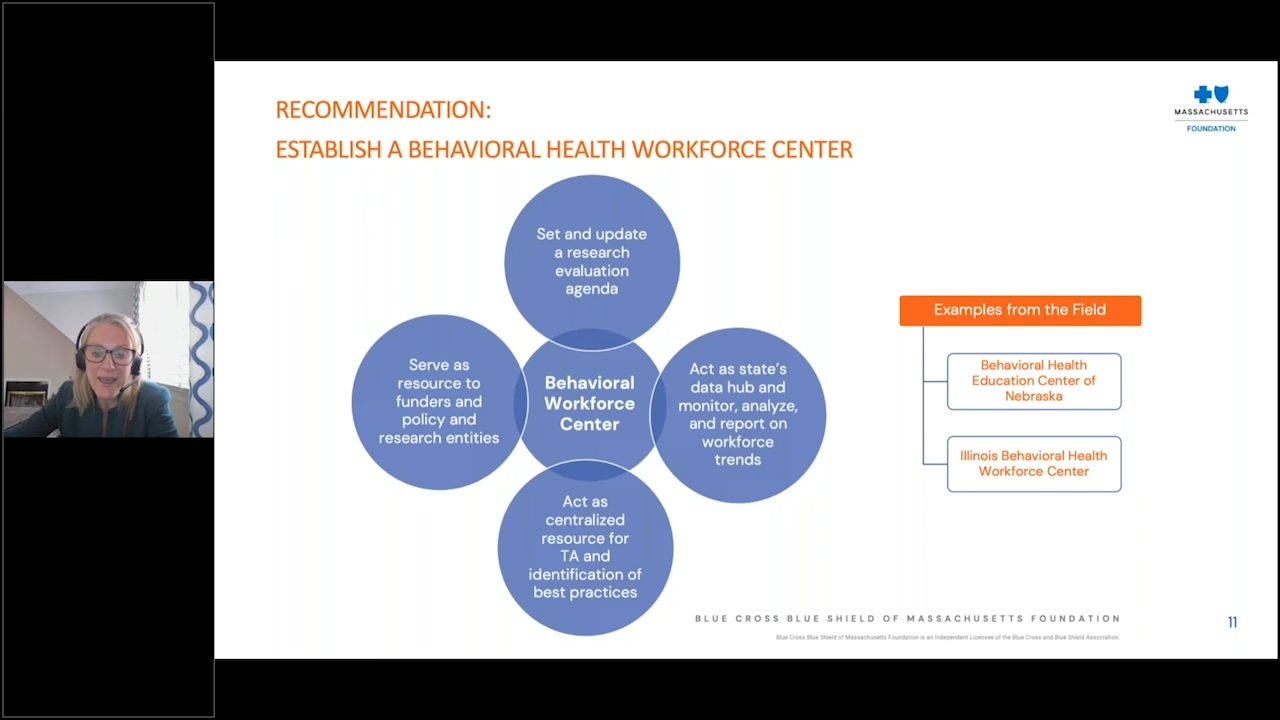 RECOMMENDATION:
ESTABLISH A BEHAVIORAL HEALTH WORKFORCE CENTER
MASSACHUSETTS
FOUNDATION
Set and update
a research
evaluation
agenda
Serve as
resource to
funders and
policy and
research entities
Behavioral
Workforce
Center
Act as state's
data hub and
monitor, analyze,
and report on
workforce
trends
Act as
centralized
resource for
TA and
identification of
best practices
Examples from the Field
Behavioral Health
Education Center of
Nebraska
Illinois Behavioral Health
Workforce Center
BLUE CROSS BLUE SHIELD OF MASSACHUSETTS FOUNDATION
Blue Cross Blue Shield of Massachusetts Foundation is an Independent Licensee of the Blue Cross and Blue Shield Association.
11